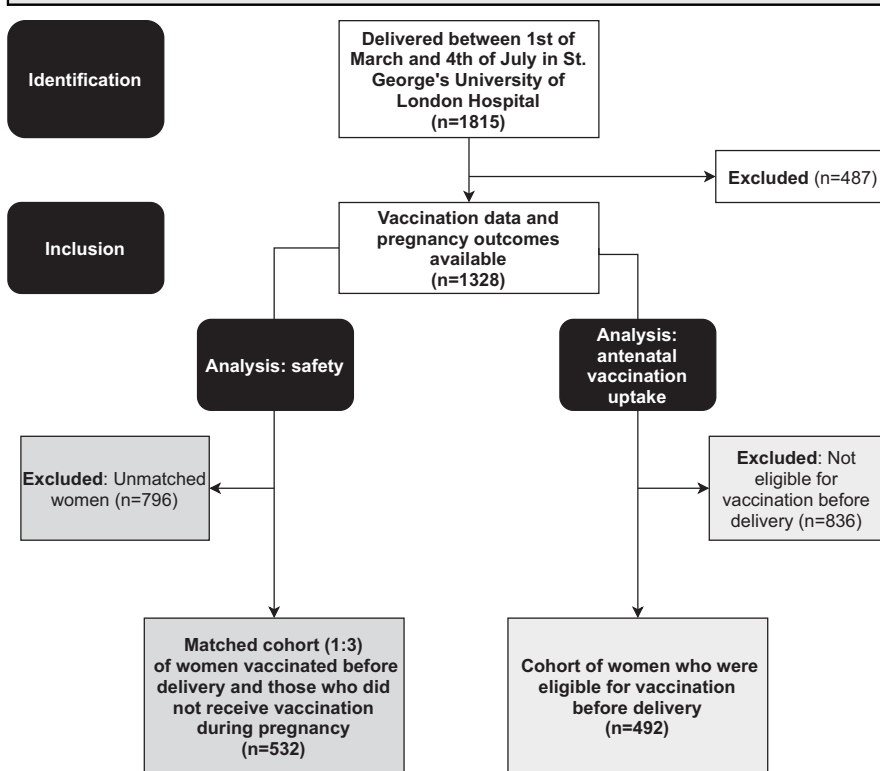 Identification
Delivered between 1st of
March and 4th of July in St.
George's University of
London Hospital
(n=1815)
Excluded (n=487)
Inclusion
Vaccination data and
pregnancy outcomes
available
(n=1328)
Analysis: safety
Analysis:
antenatal
vaccination
uptake
Excluded: Unmatched
women (n=796)
Excluded: Not
eligible for
vaccination before
delivery (n=836)
Matched cohort (1:3)
of women vaccinated before
delivery and those who did
not receive vaccination
during pregnancy
(n=532)
Cohort of women who were
eligible for vaccination
before delivery
(n=492)